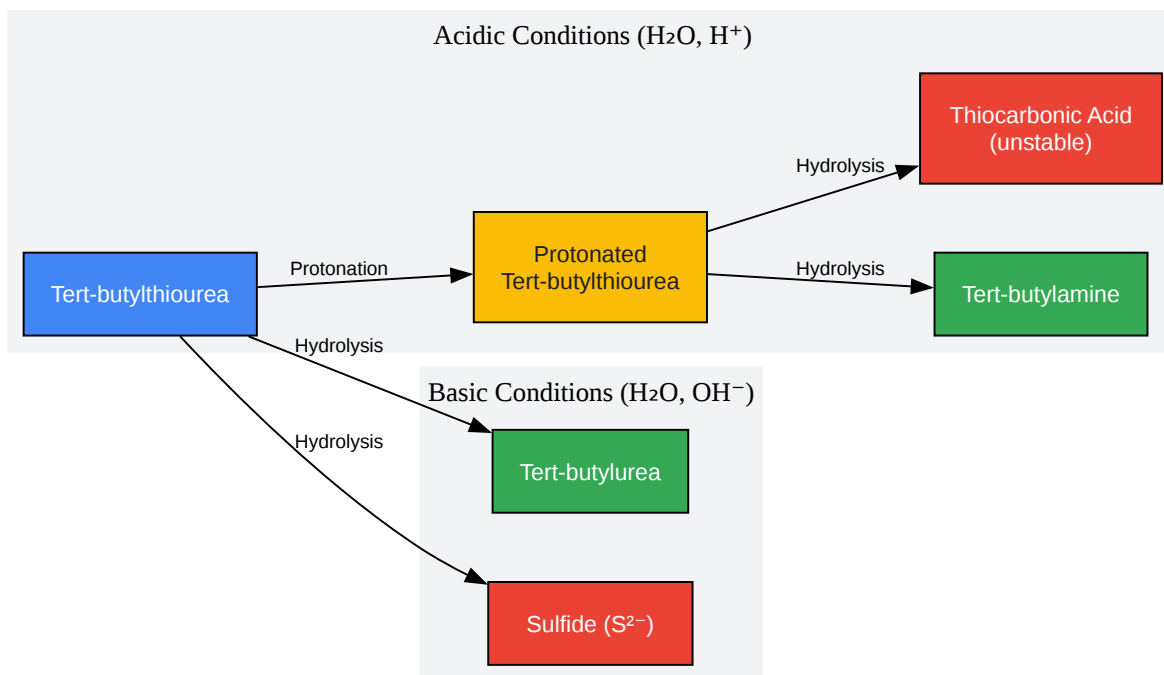 Acidic Conditions (H₂O, H⁺)
Thiocarbonic Acid
(unstable)
Hydrolysis
Protonated
Tert-butylthiourea
Protonation
Hydrolysis
Tert-butylthiourea
Tert-butylamine
Hydrolysis
Basic Conditions (H₂O, OH⁻)
Hydrolysis
Tert-butylurea
Sulfide (S²⁻)